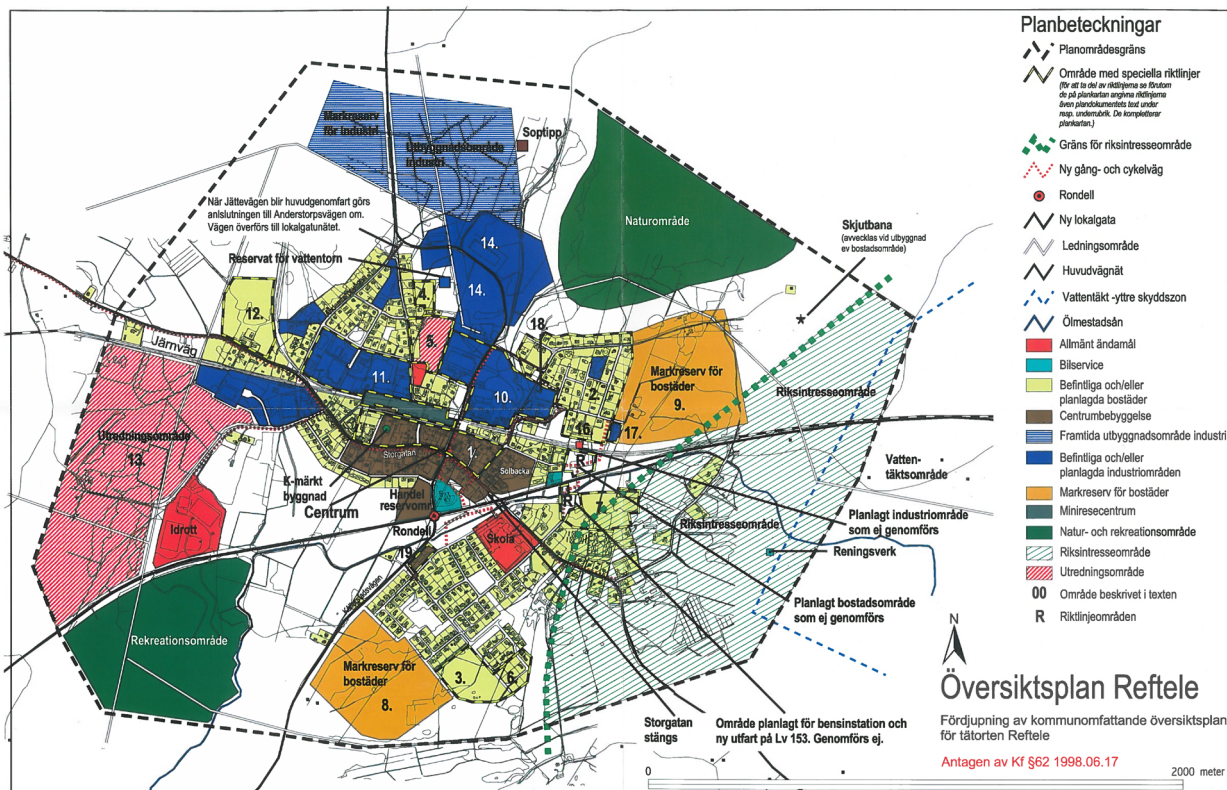 Planbeteckningar
Planområdesgräns
Område med speciella riktlinjer
(för att ta del av riktlinjerna se förutom
de på plankartan angivna riktlinjerna
även plandokumentets text under
resp. underrubrik. De kompletterar
plankartan.)
Gräns för riksintresseområde
Ny gång- och cykelväg
Rondell
Ny lokalgata
Ledningsområde
Huvudvägnät
Vattentäkt -yttre skyddszon
Ölmestadsån
Allmänt ändamål
Bilservice
Befintliga och/eller
planlagda bostäder
Centrumbebyggelse
Framtida utbyggnadsområde industri
Befintliga och/eller
planlagda industriområden
Markreserv för bostäder
Miniresecentrum
Natur- och rekreationsområde
Riksintresseområde
Utredningsområde
00 Område beskrivet i texten
R Riktlinjeområden
N
Översiktsplan Reftele
Fördjupning av kommunomfattande översiktsplan
för tätorten Reftele
Antagen av Kf §62 1998.06.17
0
2000 meter
Markreserv
för industri
Utbyggnadsområde
industri
Soptipp
När Jättevägen blir huvudgenomfart görs
anlslutningen till Anderstorpsvägen om.
Vägen överförs till lokalgatunätet.
Naturområde
Skjutbana
(avvecklas vid utbyggnad
ev bostadsområde)
14.
Reservat för vattentorn
14.
4.
12.
18.
Järnväg
5.
Markreserv för
bostäder
9.
Riksintresseområde
11.
2.
10.
16.
17.
Utredningsområde
13.
Storgatan
1.
Solbacka
R
Vatten-
täktsområde
K-märkt
byggnad
Centrum
Handel
reservomr.
R
7.
Planlagt industriområde
som ej genomförs
Idrott
Rondell
Skola
Riksintresseområde
Reningsverk
19.
Planlagt bostadsområde
som ej genomförs
Rekreationsområde
Markreserv för
bostäder
8.
3.
6.
Storgatan
stängs
Område planlagt för bensinstation och
ny utfart på Lv 153. Genomförs ej.